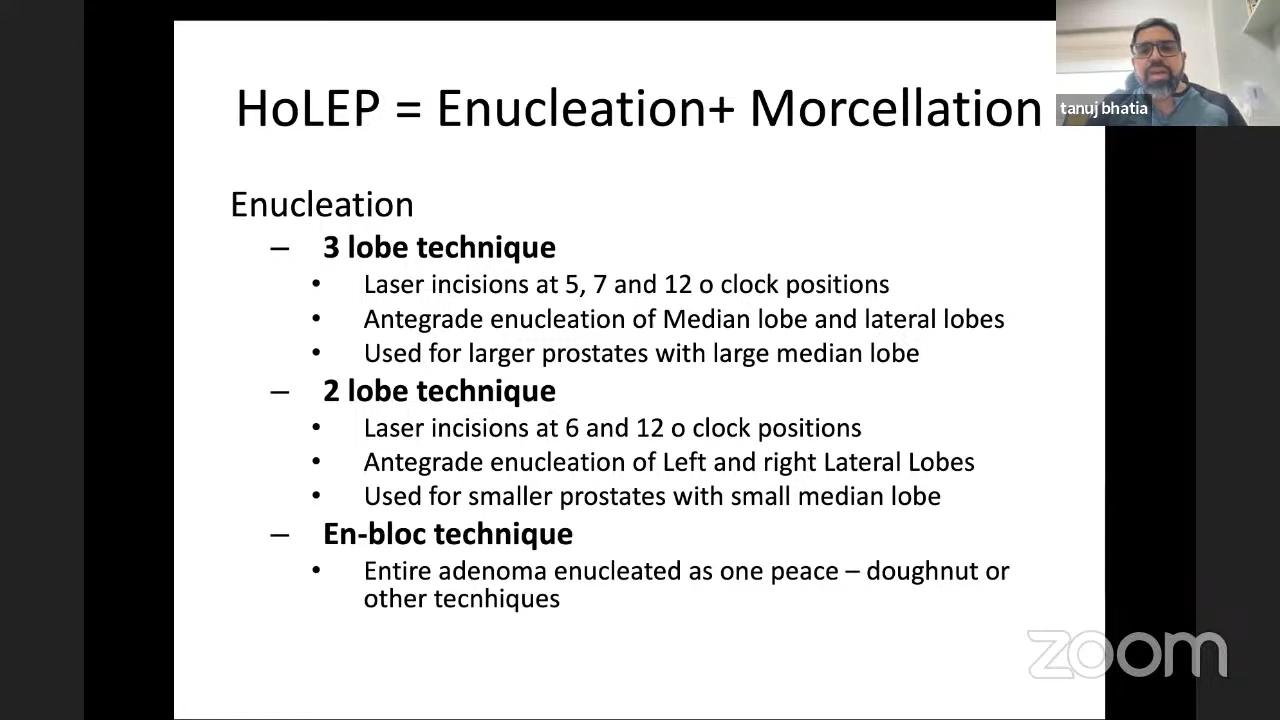 HoLEP = Enucleation+ Morcellation
tanuj bhatia
Enucleation
– 3 lobe technique
• Laser incisions at 5, 7 and 12 o clock positions
• Antegrade enucleation of Median lobe and lateral lobes
• Used for larger prostates with large median lobe
– 2 lobe technique
• Laser incisions at 6 and 12 o clock positions
• Antegrade enucleation of Left and right Lateral Lobes
• Used for smaller prostates with small median lobe
– En-bloc technique
• Entire adenoma enucleated as one peace – doughnut or
other tecnhiques
zoom